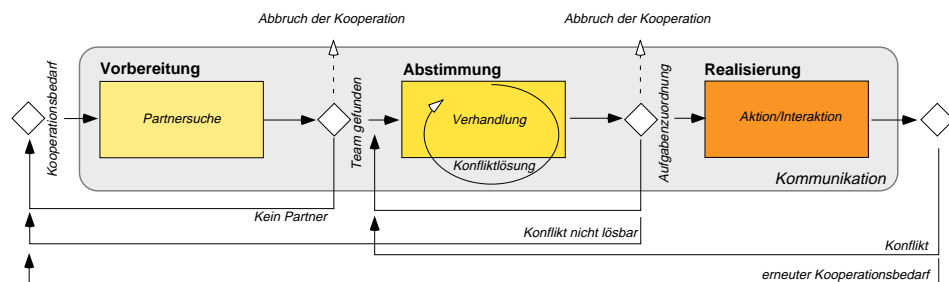 Abbruch der Kooperation
Abbruch der Kooperation
Vorbereitung
Abstimmung
Realisierung
Kooperationsbedarf
Partnersuche
Team gefunden
Verhandlung
Konfliktlösung
Aufgabenzuordnung
Aktion/Interaktion
Kommunikation
Kein Partner
Konflikt nicht lösbar
Konflikt
erneuter Kooperationsbedarf